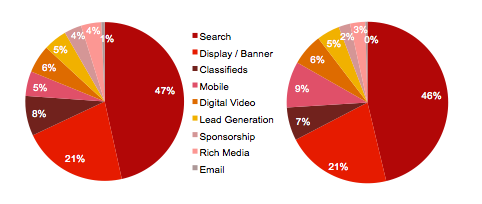 4%
4%
1%
5%
6%
5%
47%
8%
21%
Search
Display / Banner
Classifieds
Mobile
Digital Video
Lead Generation
Sponsorship
Rich Media
Email
3%
2%
0%
5%
6%
9%
46%
7%
21%